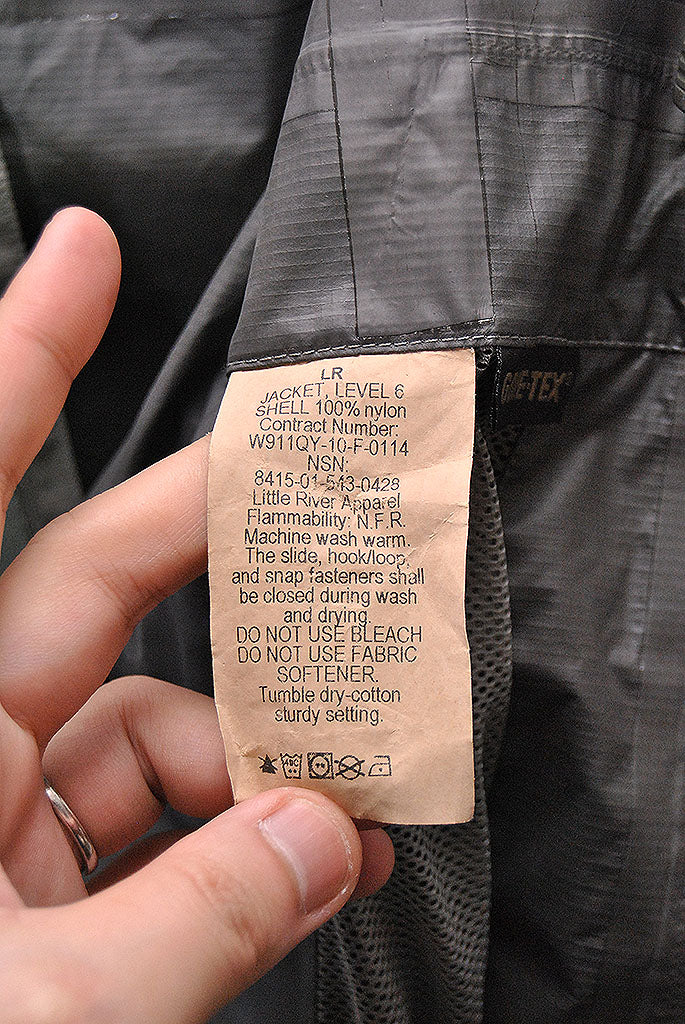 LR
JACKET, LEVEL 6
SHELL 100% nylon
Contract Number:
W911QY-10-F-0114
NSN:
8415-01-543-0428
Little River Apparel
Flammability: N.F.R.
Machine wash warm.
The slide, hook/loop,
and snap fasteners shall
be closed during wash
and drying.
DO NOT USE BLEACH
DO NOT USE FABRIC
SOFTENER.
Tumble dry-cotton
sturdy setting.
GORE-TEX®